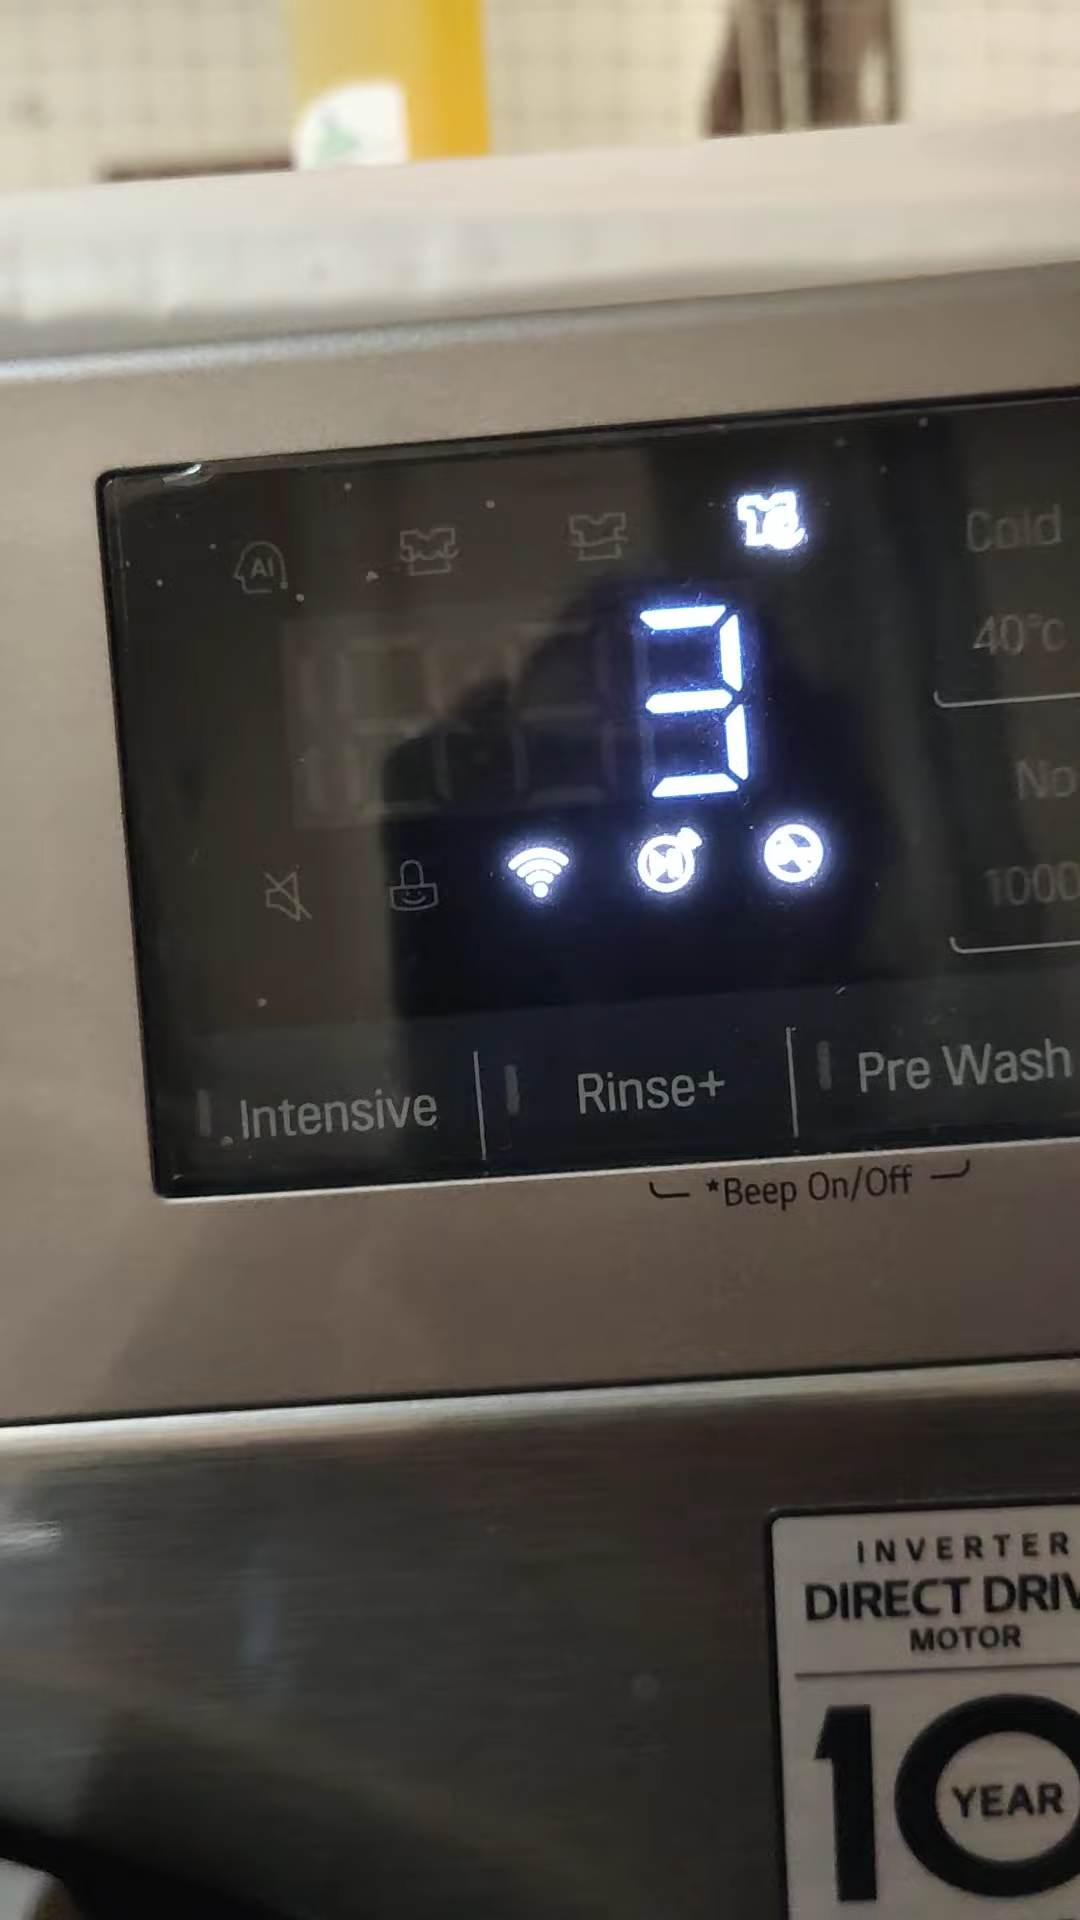 AI
Cold
3
40°C
No
1000
Intensive
Rinse+
Pre Wash
*Beep On/Off
INVERTER
DIRECT DRIV
MOTOR
10
YEAR